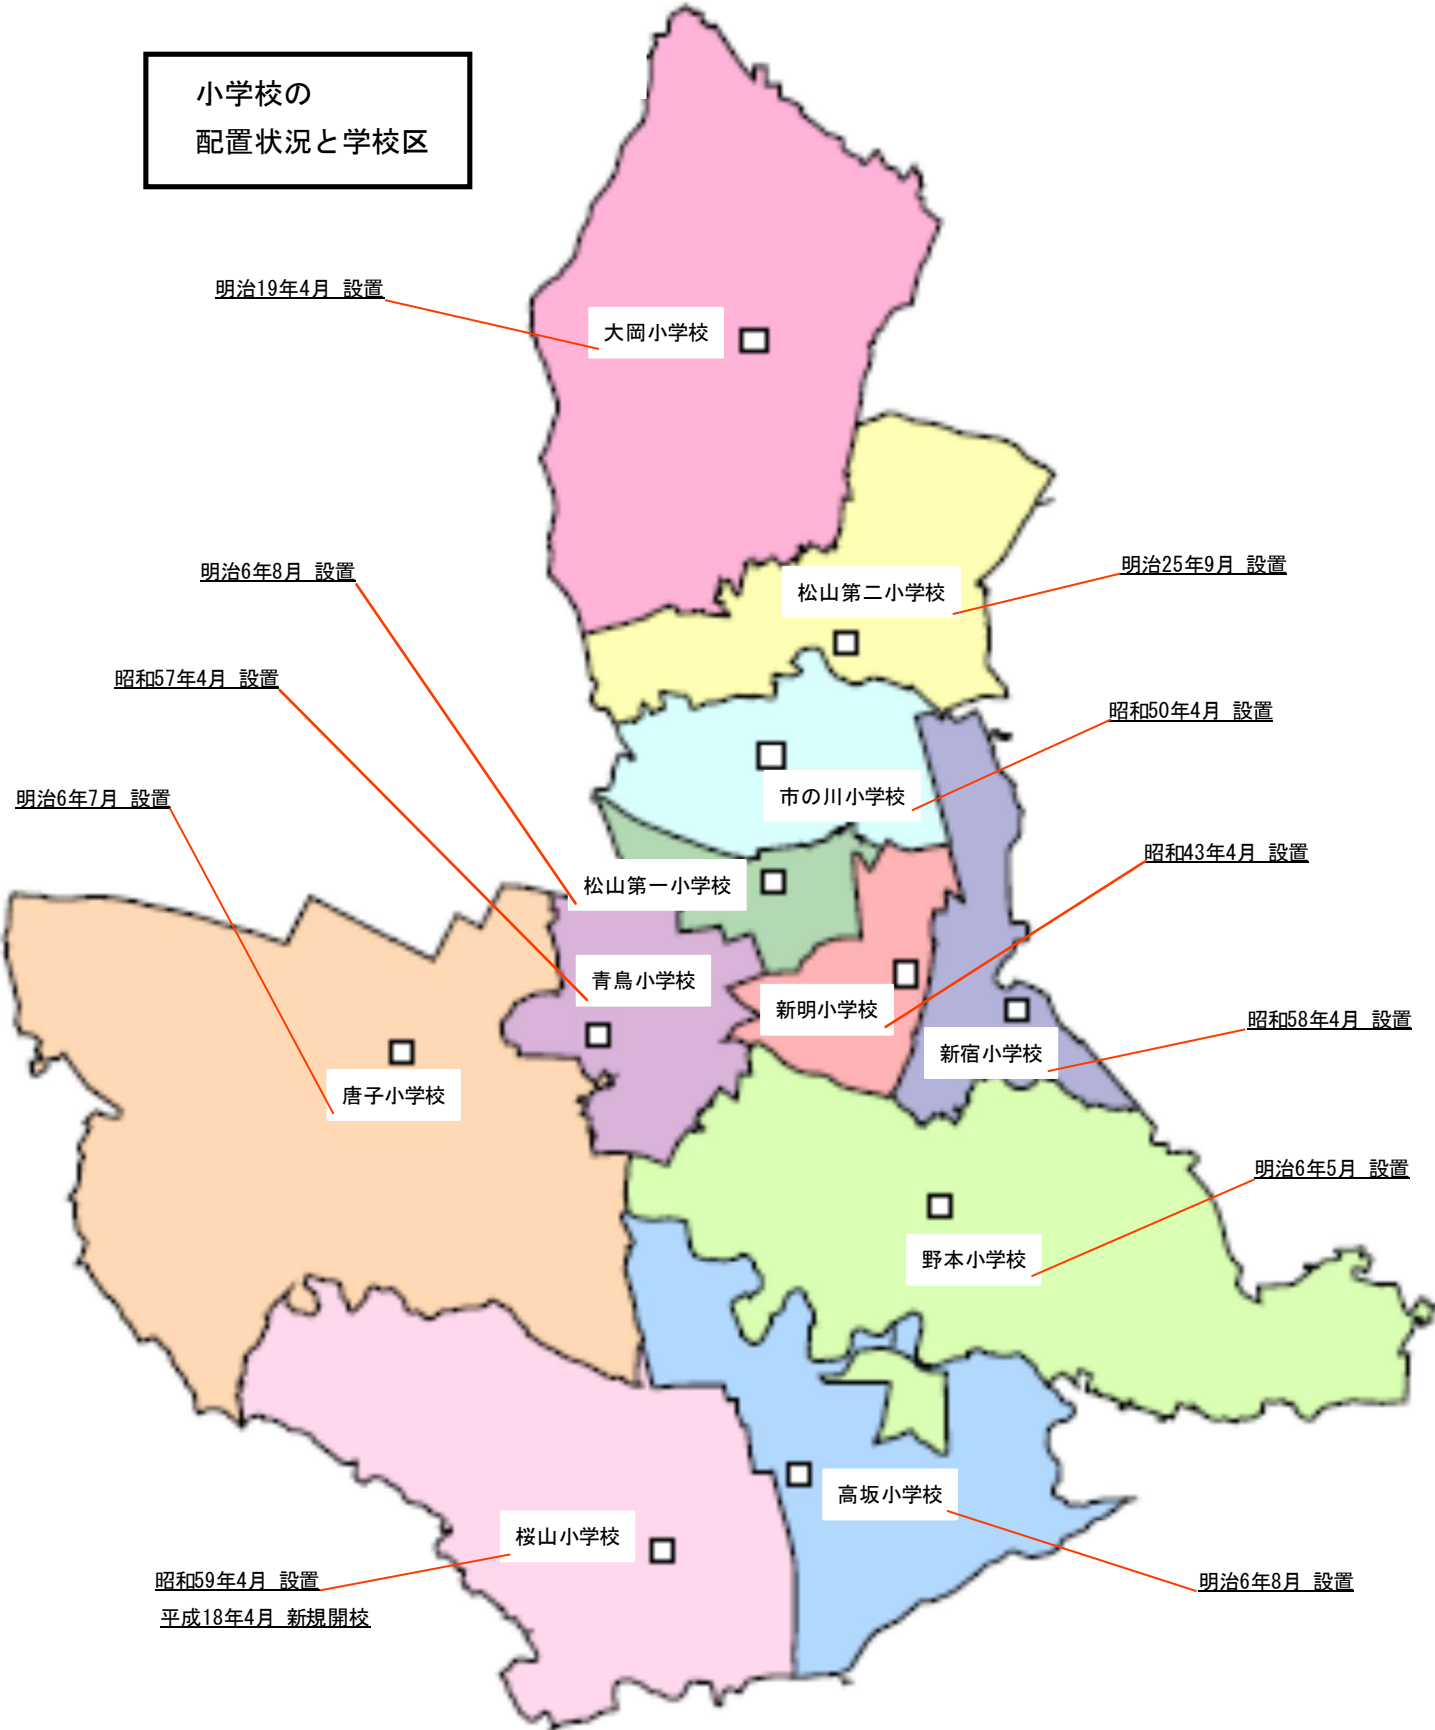 小学校の
配置状況と学校区
明治19年4月 設置
大岡小学校
明治6年8月 設置
明治25年9月 設置
松山第二小学校
昭和57年4月 設置
昭和50年4月 設置
市の川小学校
明治6年7月 設置
昭和43年4月 設置
松山第一小学校
青鳥小学校
新明小学校
昭和58年4月 設置
新宿小学校
唐子小学校
明治6年5月 設置
野本小学校
高坂小学校
桜山小学校
昭和59年4月 設置
明治6年8月 設置
平成18年4月 新規開校